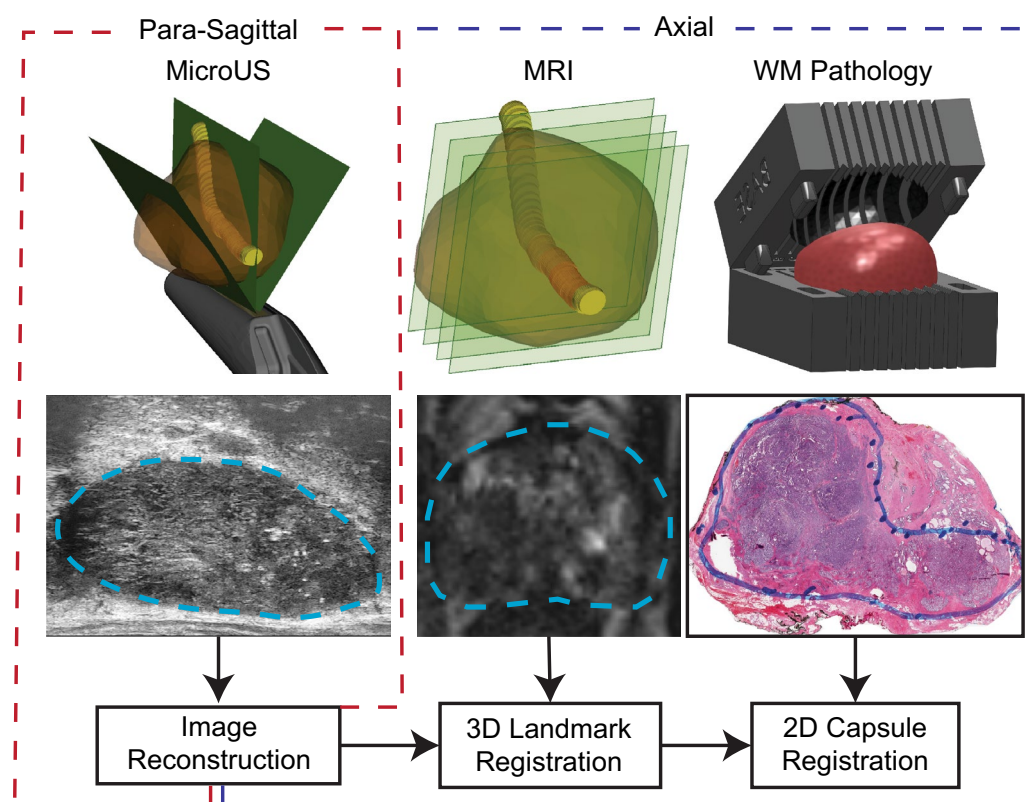 Para-Sagittal
Axial
MicroUS
MRI
WM Pathology
Image
Reconstruction
3D Landmark
Registration
2D Capsule
Registration